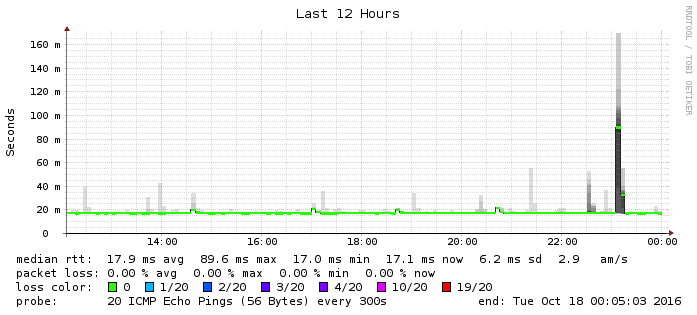 Last 12 Hours
RRDTOOL / TOBI OETIKER
Seconds
160 m
140 m
120 m
100 m
80 m
60 m
40 m
20 m
0
14:00 16:00 18:00 20:00 22:00 00:00
median rtt: 17.9 ms avg 89.6 ms max 17.0 ms min 17.1 ms now 6.2 ms sd 2.9 am/s
packet loss: 0.00 % avg 0.00 % max 0.00 % min 0.00 % now
loss color: 0 1/20 2/20 3/20 4/20 10/20 19/20
probe: 20 ICMP Echo Pings (56 Bytes) every 300s end: Tue Oct 18 00:05:03 2016